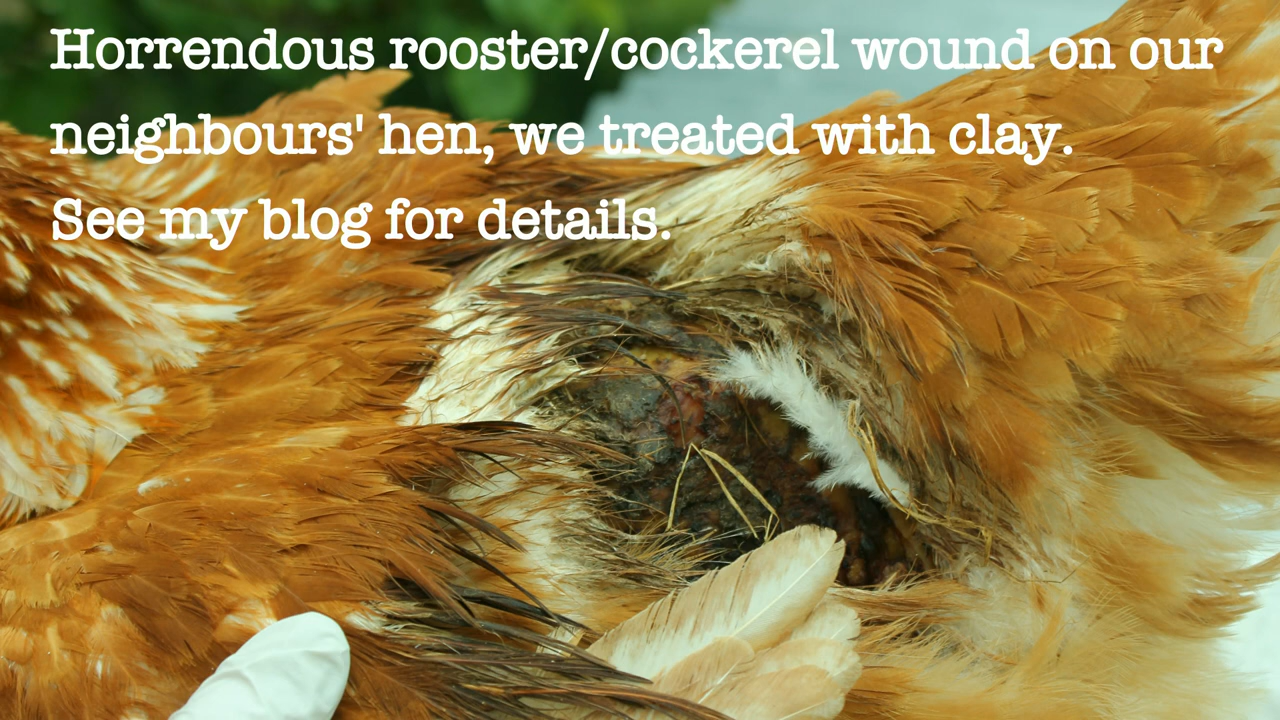 Horrendous rooster/cockerel wound on our
neighbours' hen, we treated with clay.
See my blog for details.